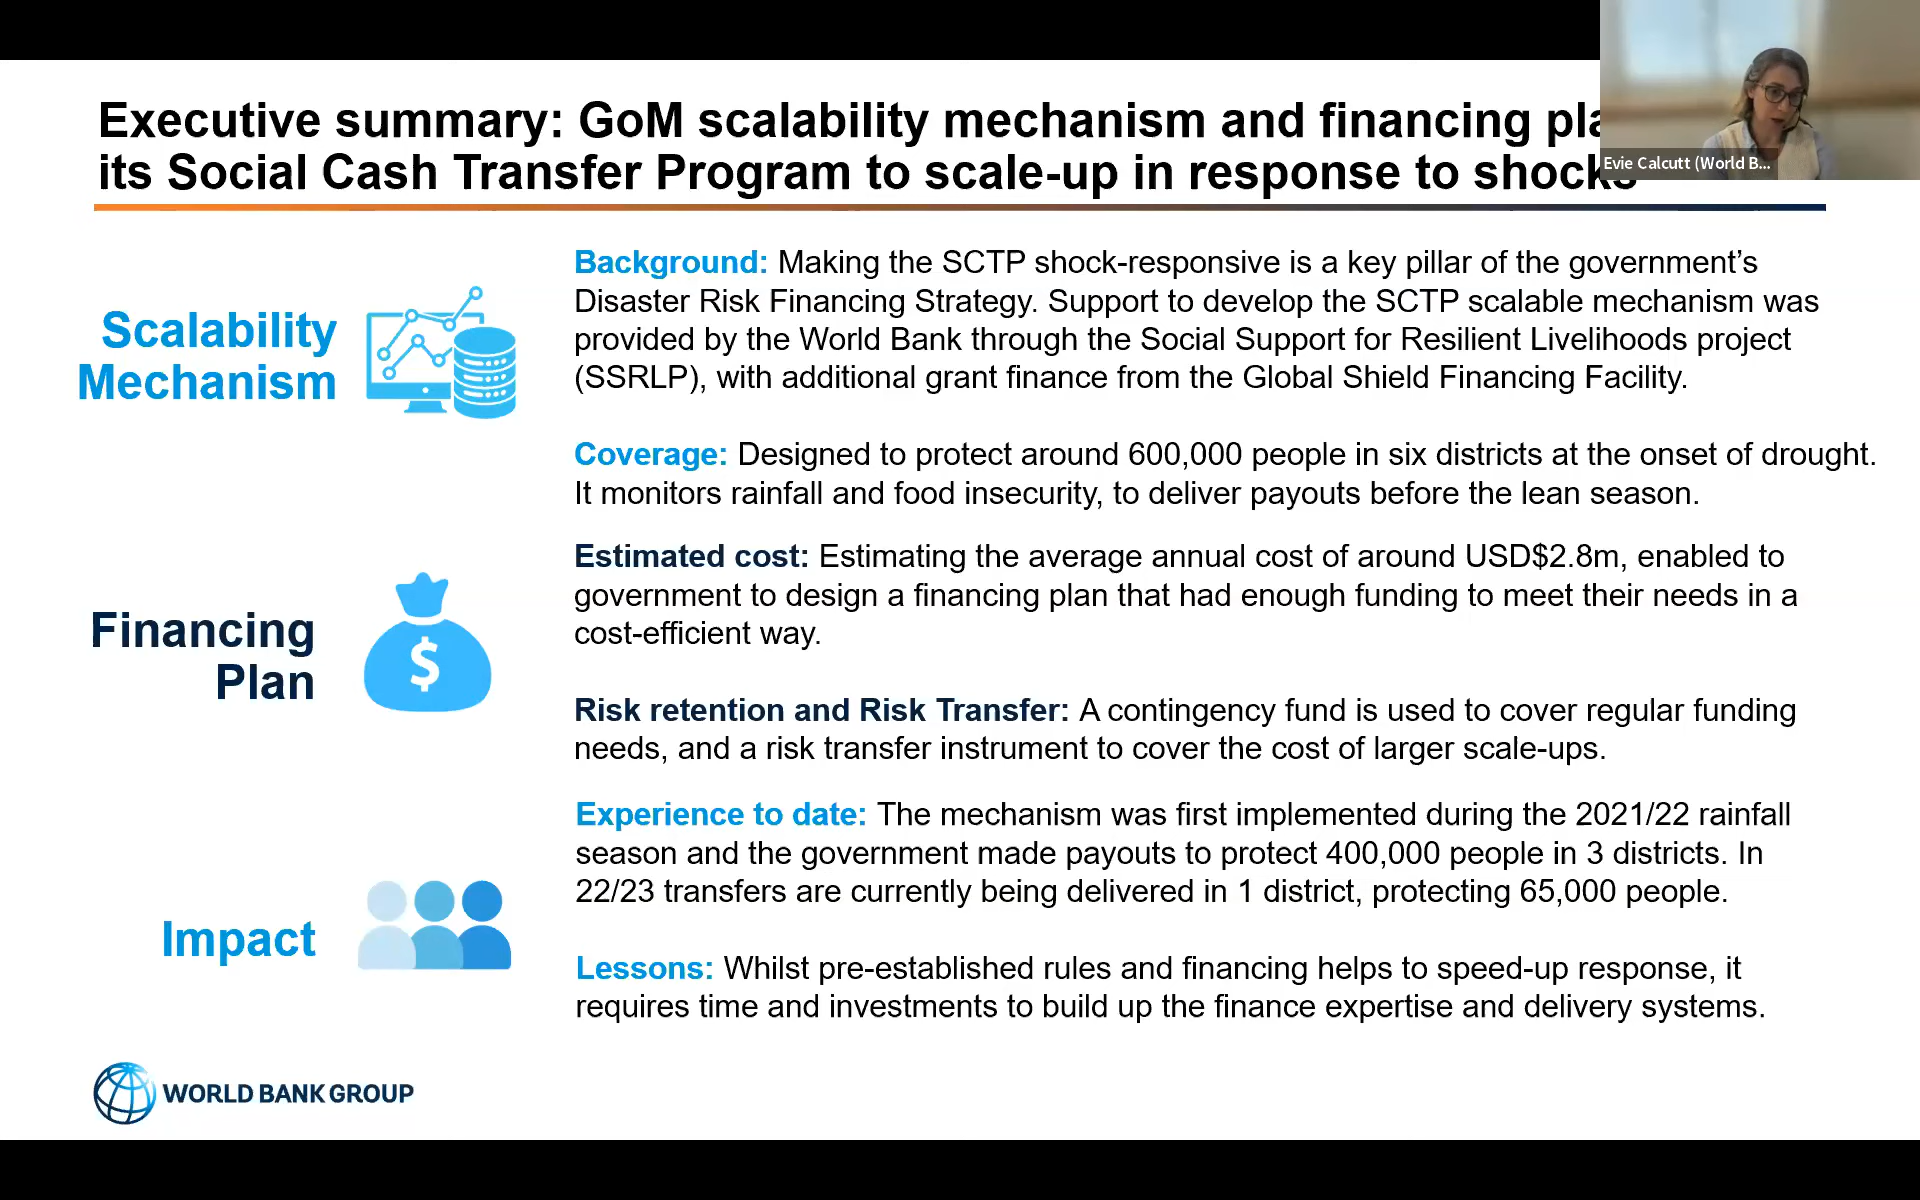 Executive summary: GoM scalability mechanism and financing
its Social Cash Transfer Program to scale-up in response to shocks
Evie Calcutt (World B...
Scalability
Mechanism
Background: Making the SCTP shock-responsive is a key pillar of the government’s
Disaster Risk Financing Strategy. Support to develop the SCTP scalable mechanism was
provided by the World Bank through the Social Support for Resilient Livelihoods project
(SSRLP), with additional grant finance from the Global Shield Financing Facility.
Coverage: Designed to protect around 600,000 people in six districts at the onset of drought.
It monitors rainfall and food insecurity, to deliver payouts before the lean season.
Financing
Plan
$
Estimated cost: Estimating the average annual cost of around USD$2.8m, enabled to
government to design a financing plan that had enough funding to meet their needs in a
cost-efficient way.
Risk retention and Risk Transfer: A contingency fund is used to cover regular funding
needs, and a risk transfer instrument to cover the cost of larger scale-ups.
Impact
Experience to date: The mechanism was first implemented during the 2021/22 rainfall
season and the government made payouts to protect 400,000 people in 3 districts. In
22/23 transfers are currently being delivered in 1 district, protecting 65,000 people.
Lessons: Whilst pre-established rules and financing helps to speed-up response, it
requires time and investments to build up the finance expertise and delivery systems.
WORLD BANK GROUP